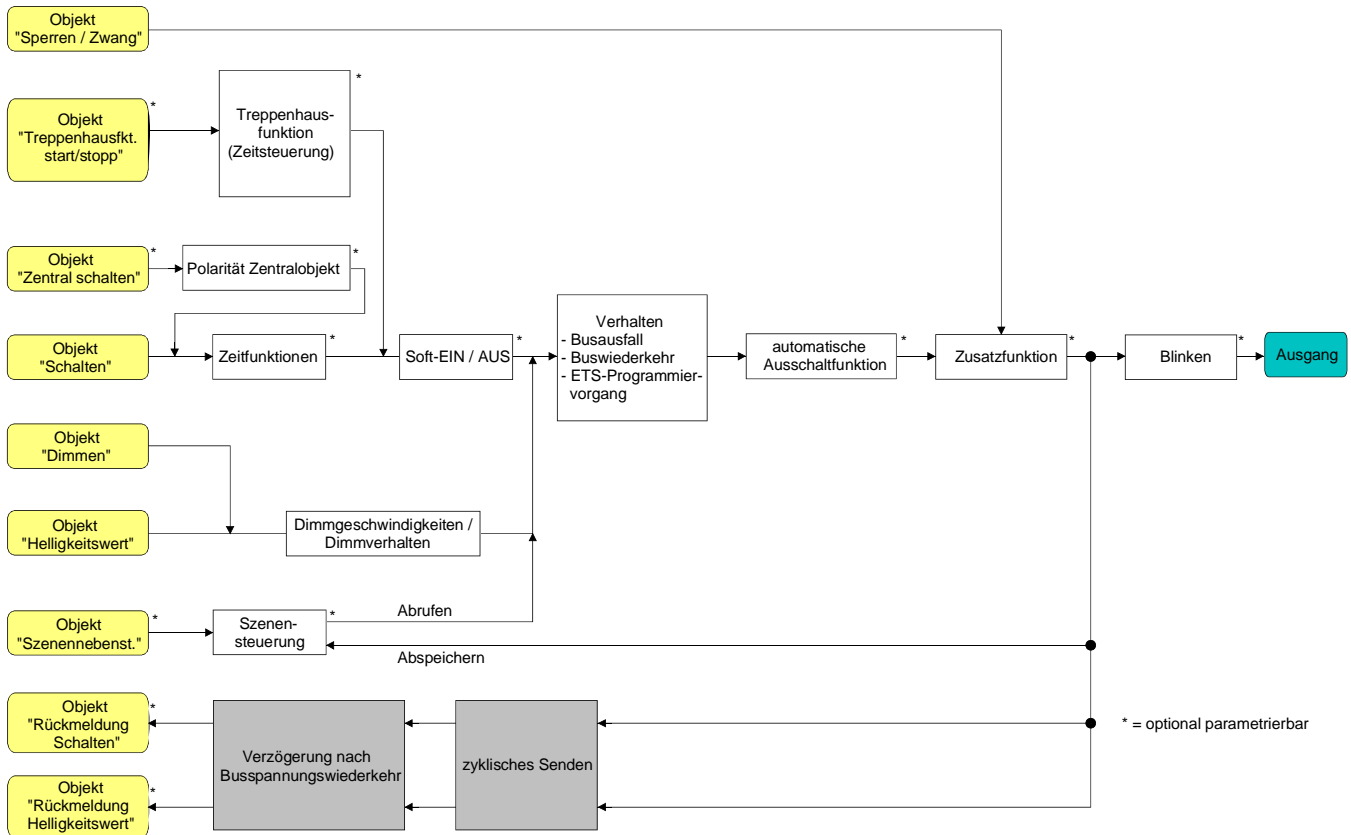 Objekt
"Sperren / Zwang"
*
Objekt
"Treppenhausfkt.
start/stopp"
*
Treppenhaus-
funktion
(Zeitsteuerung)
*
Objekt
"Zentral schalten"
*
Polarität Zentralobjekt
*
Objekt
"Schalten"
Zeitfunktionen
*
Soft-EIN / AUS
*
Verhalten
- Busausfall
- Buswiederkehr
- ETS-Programmier-
vorgang
automatische
Ausschaltfunktion
*
Zusatzfunktion
*
Blinken
*
Ausgang
Objekt
"Dimmen"
Objekt
"Helligkeitswert"
Dimmgeschwindigkeiten /
Dimmverhalten
Objekt
"Szenennebenst."
*
Szenen-
steuerung
*
Abrufen
Abspeichern
Objekt
"Rückmeldung
Schalten"
*
Verzögerung nach
Busspannungswiederkehr
zyklisches Senden
* = optional parametrierbar
Objekt
"Rückmeldung
Helligkeitswert"
*